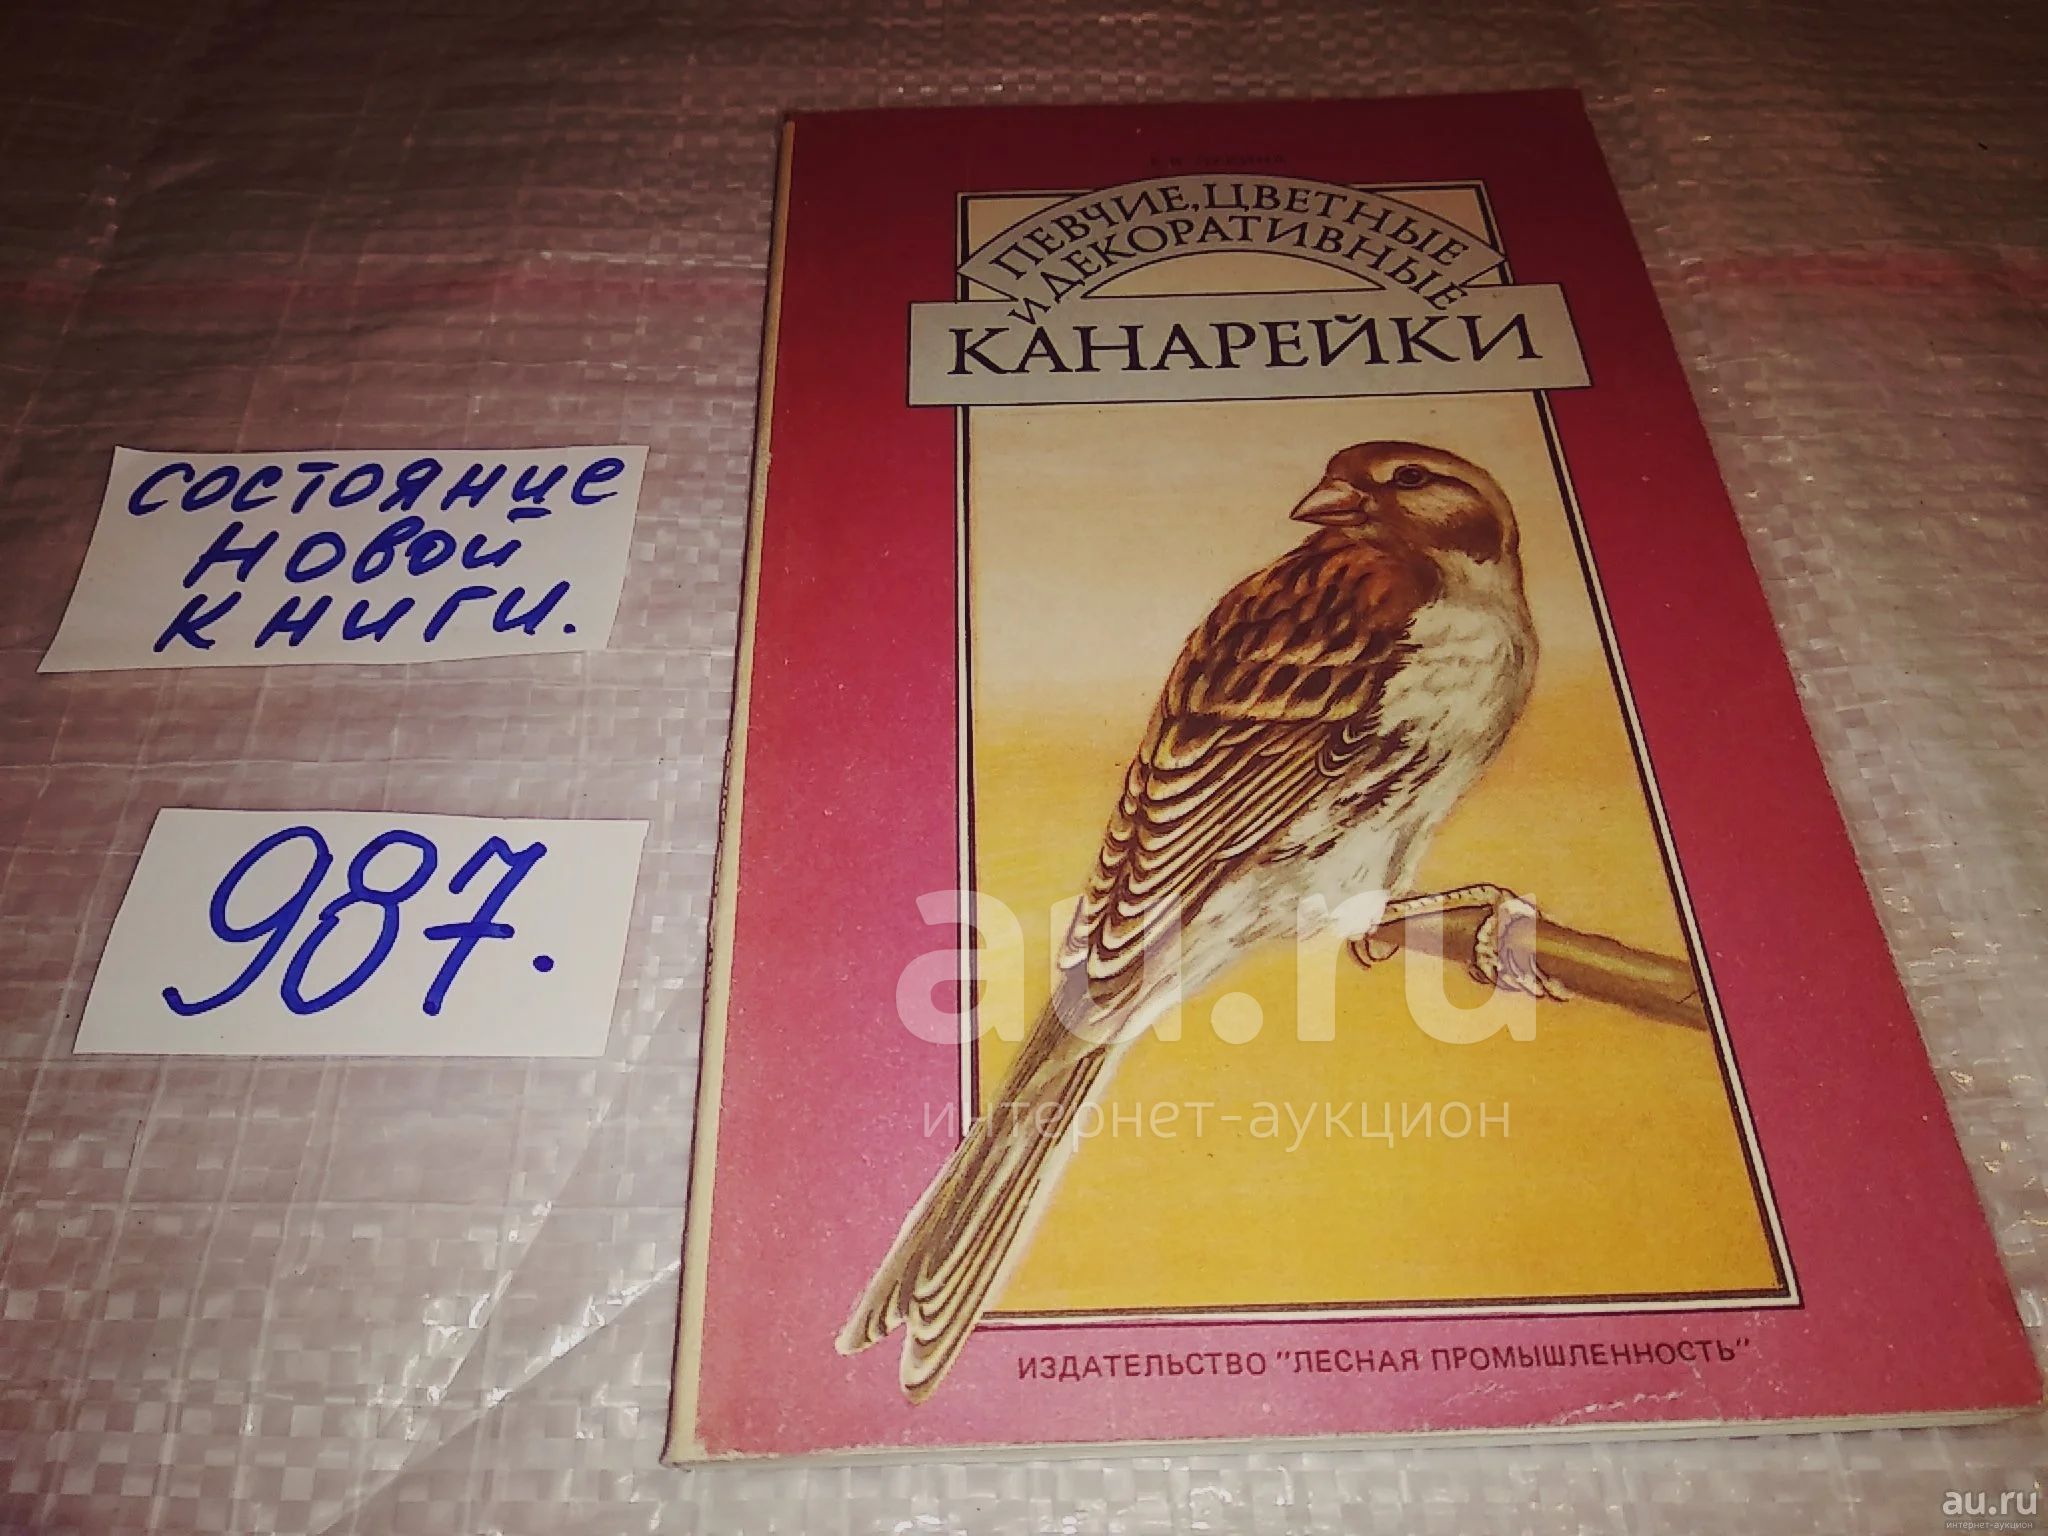 состояние
новой
книги.
987.
ПЕВЧИЕ, ЦВЕТНЫЕ
И ДЕКОРАТИВНЫЕ
КАНАРЕЙКИ
au.ru
интернет-аукцион
ИЗДАТЕЛЬСТВО "ЛЕСНАЯ ПРОМЫШЛЕННОСТЬ"
au.ru
интернет-аукцион